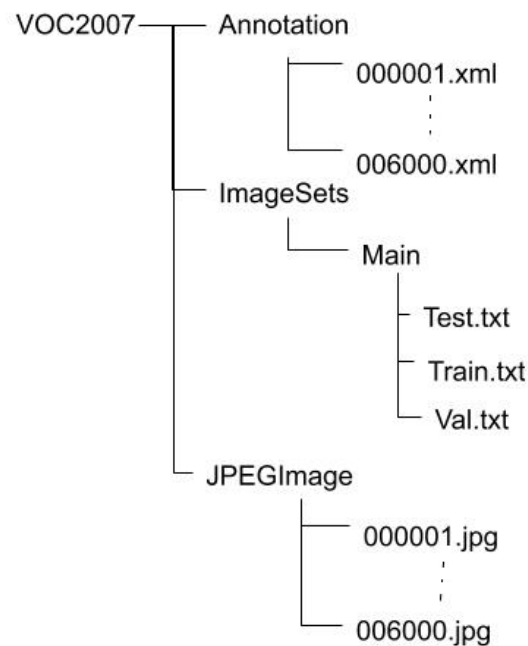 VOC2007 Annotation
000001.xml
006000.xml
ImageSets
Main
Test.txt
Train.txt
Val.txt
JPEGImage
000001.jpg
006000.jpg